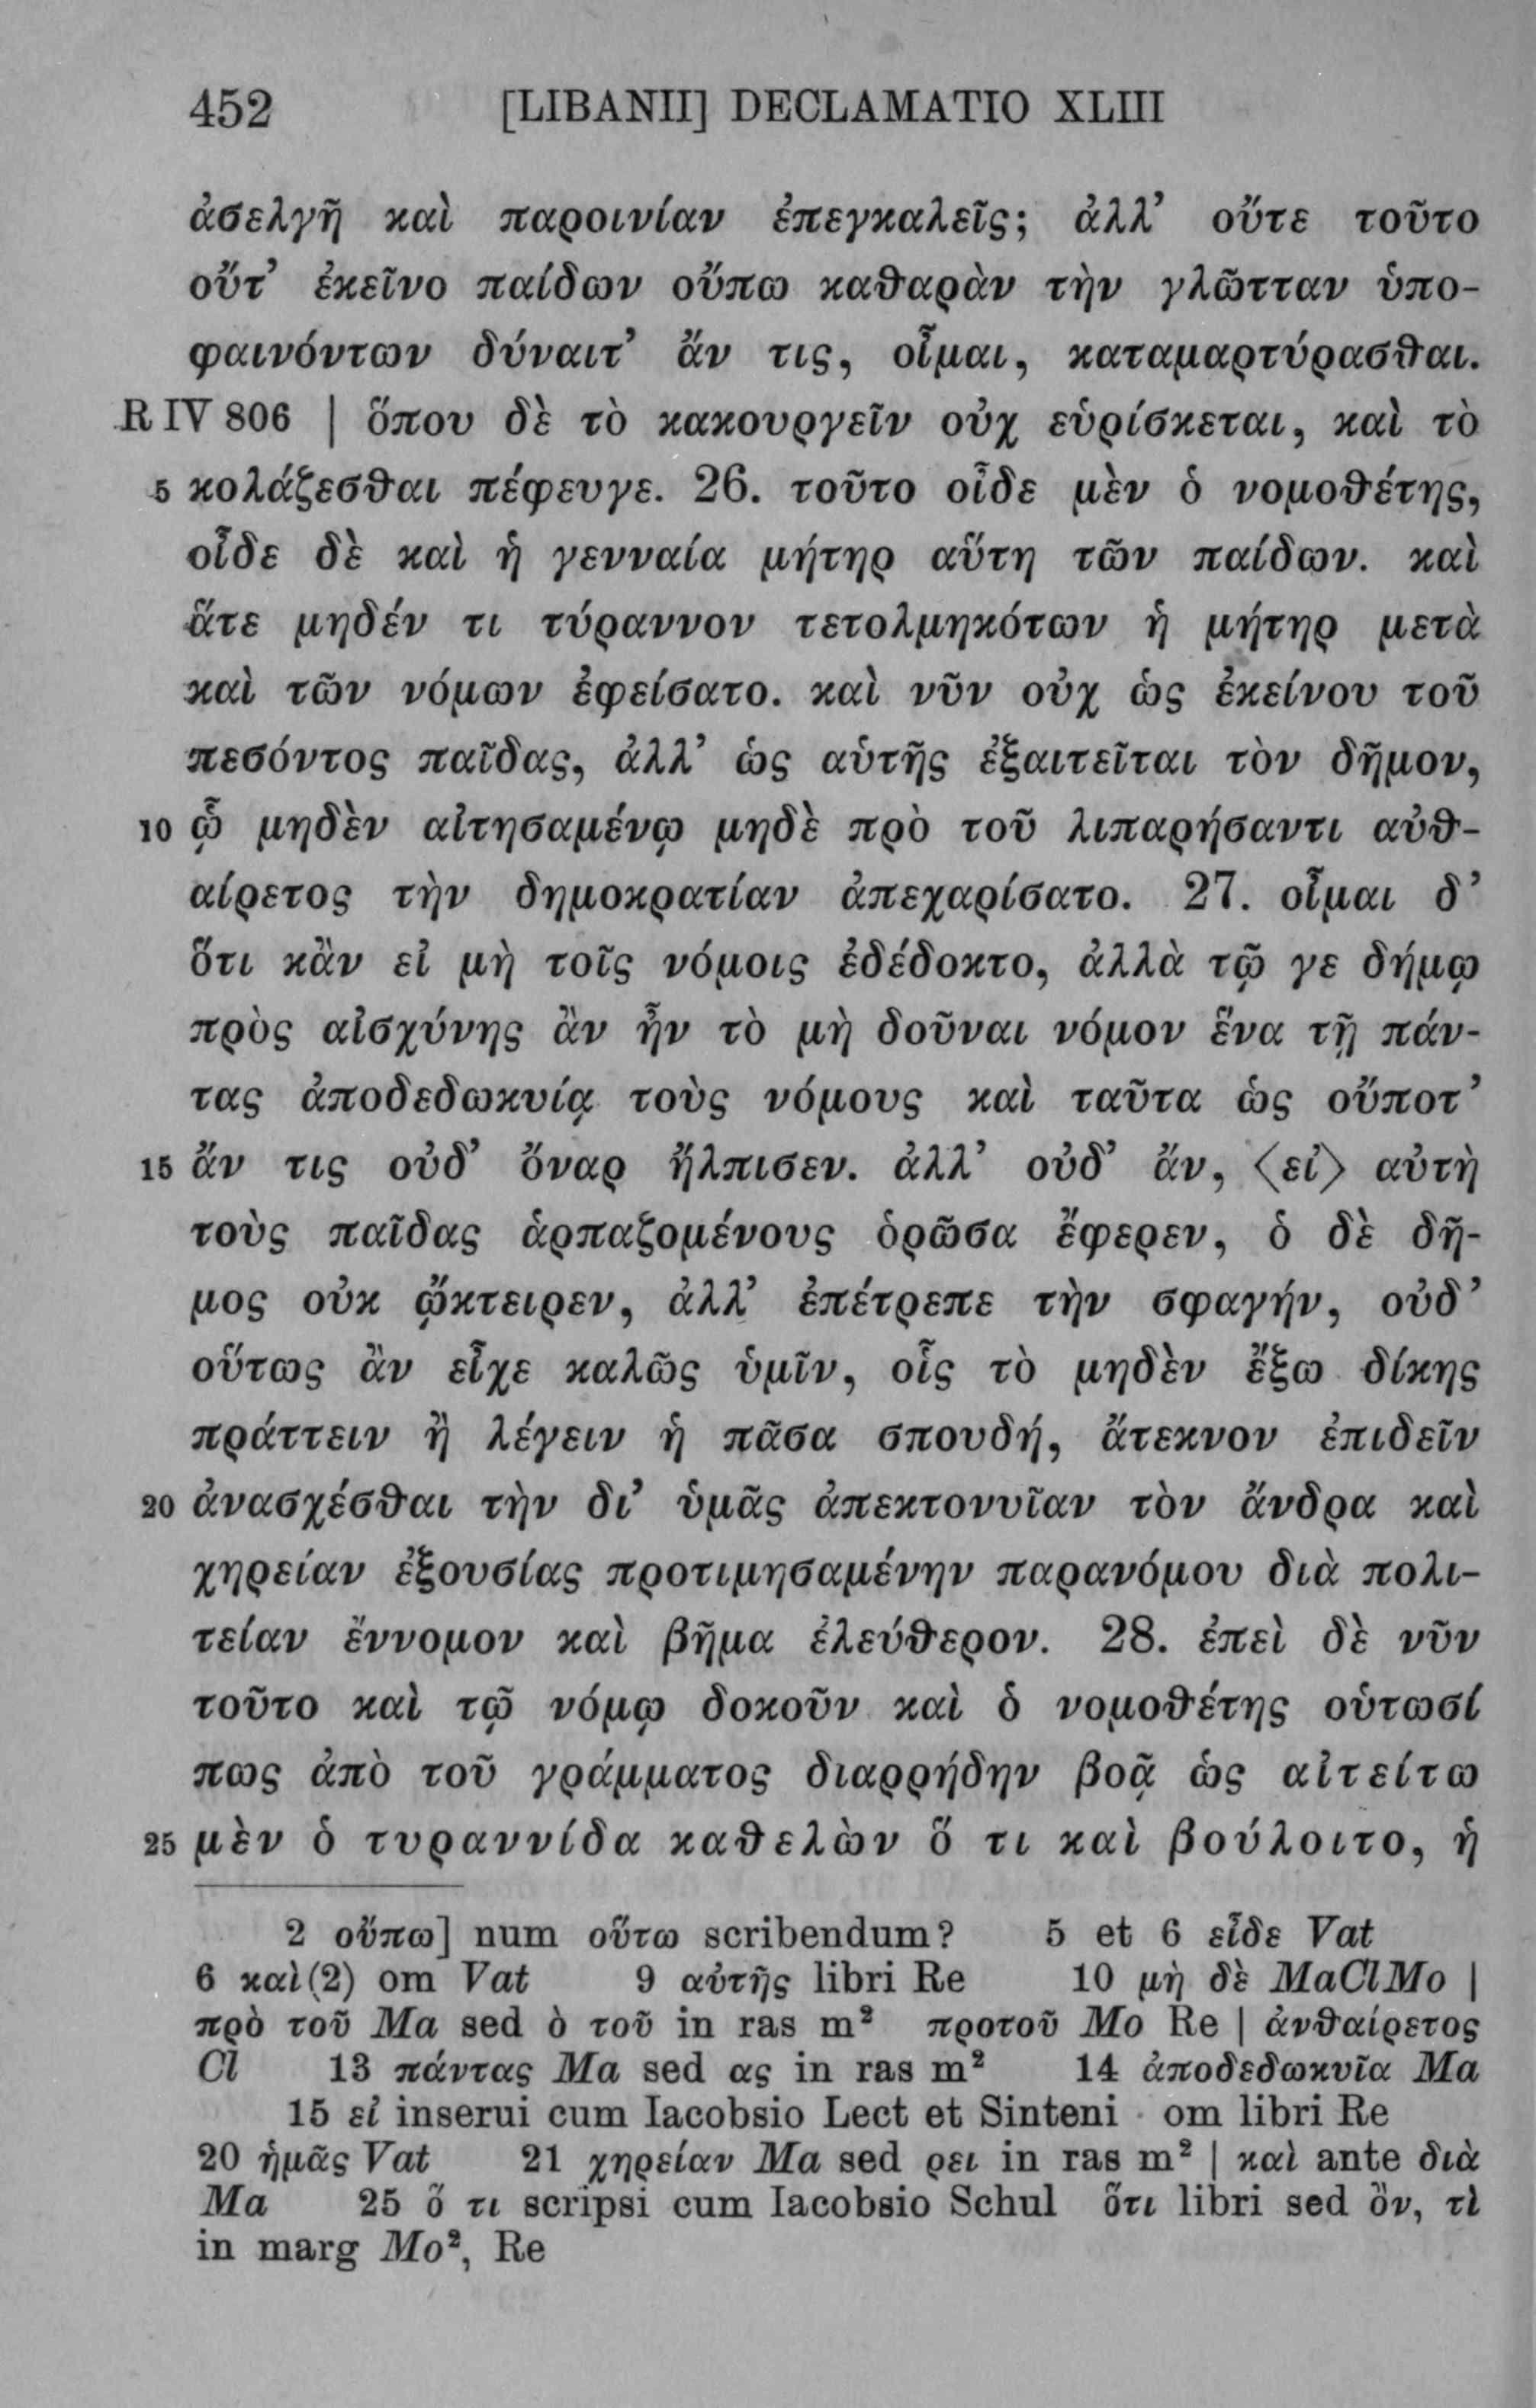 452 [LIBANII] DECLAMATIO XLIII
ἀσελγῆ καὶ παροινίαν ἐπεγκαλεῖς; ἀλλ’ οὔτε τοῦτο
οὔτ’ ἐκεῖνο παίδων οὔπω καθαρὰν τὴν γλῶτταν ὑπο-
φαινόντων δύναιτ’ ἄν τις, οἶμαι, καταμαρτύρασθαι.
R IV 806 | ὅπου δὲ τὸ κακουργεῖν οὐχ εὑρίσκεται, καὶ τὸ
5 κολάζεσθαι πέφευγε. 26. τοῦτο οἶδε μὲν ὁ νομοθέτης,
οἶδε δὲ καὶ ἡ γενναία μήτηρ αὕτη τῶν παίδων. καὶ
ἅτε μηδέν τι τύραννον τετολμηκότων ἡ μήτηρ μετὰ
καὶ τῶν νόμων ἐφείσατο. καὶ νῦν οὐχ ὡς ἐκείνου τοῦ
πεσόντος παῖδας, ἀλλ’ ὡς αὑτῆς ἐξαιτεῖται τὸν δῆμον,
10 ᾧ μηδὲν αἰτησαμένῳ μηδὲ πρὸ τοῦ λιπαρήσαντι αὐθ-
αίρετος τὴν δημοκρατίαν ἀπεχαρίσατο. 27. οἶμαι δ’
ὅτι κἂν εἰ μὴ τοῖς νόμοις ἐδέδοκτο, ἀλλὰ τῷ γε δήμῳ
πρὸς αἰσχύνης ἂν ἦν τὸ μὴ δοῦναι νόμον ἕνα τῇ πάν-
τας ἀποδεδωκυίᾳ τοὺς νόμους καὶ ταῦτα ὡς οὔποτ’
15 ἄν τις οὐδ’ ὄναρ ἤλπισεν. ἀλλ’ οὐδ’ ἄν, ⟨εἰ⟩ αὐτὴ
τοὺς παῖδας ἁρπαζομένους ὁρῶσα ἔφερεν, ὁ δὲ δῆ-
μος οὐκ ᾤκτειρεν, ἀλλ’ ἐπέτρεπε τὴν σφαγήν, οὐδ’
οὕτως ἂν εἶχε καλῶς ὑμῖν, οἷς τὸ μηδὲν ἔξω δίκης
πράττειν ἢ λέγειν ἡ πᾶσα σπουδή, ἄτεκνον ἐπιδεῖν
20 ἀνασχέσθαι τὴν δι’ ὑμᾶς ἀπεκτονυῖαν τὸν ἄνδρα καὶ
χηρείαν ἐξουσίας προτιμησαμένην παρανόμου διὰ πολι-
τείαν ἔννομον καὶ βῆμα ἐλεύθερον. 28. ἐπεὶ δὲ νῦν
τοῦτο καὶ τῷ νόμῳ δοκοῦν καὶ ὁ νομοθέτης οὑτωσί
πως ἀπὸ τοῦ γράμματος διαρρήδην βοᾷ ὡς αἰτείτω
25 μὲν ὁ τυραννίδα καθελὼν ὅ τι καὶ βούλοιτο, ἡ
2 οὔπω] num οὕτω scribendum? 5 et 6 εἶδε Vat
6 καὶ(2) om Vat 9 αὐτῆς libri Re 10 μὴ δὲ MaClMo |
πρὸ τοῦ Ma sed ὸ τοῦ in ras m² προτοῦ Mo Re | ἀνθαίρετος
Cl 13 πάντας Ma sed ας in ras m² 14 ἀποδεδωκυῖα Ma
15 εἰ inserui cum Iacobsio Lect et Sinteni om libri Re
20 ἡμᾶς Vat 21 χηρείαν Ma sed ρει in ras m² | καὶ ante διὰ
Ma 25 ὅ τι scripsi cum Iacobsio Schul ὅτι libri sed ὂν, τὶ
in marg Mo², Re